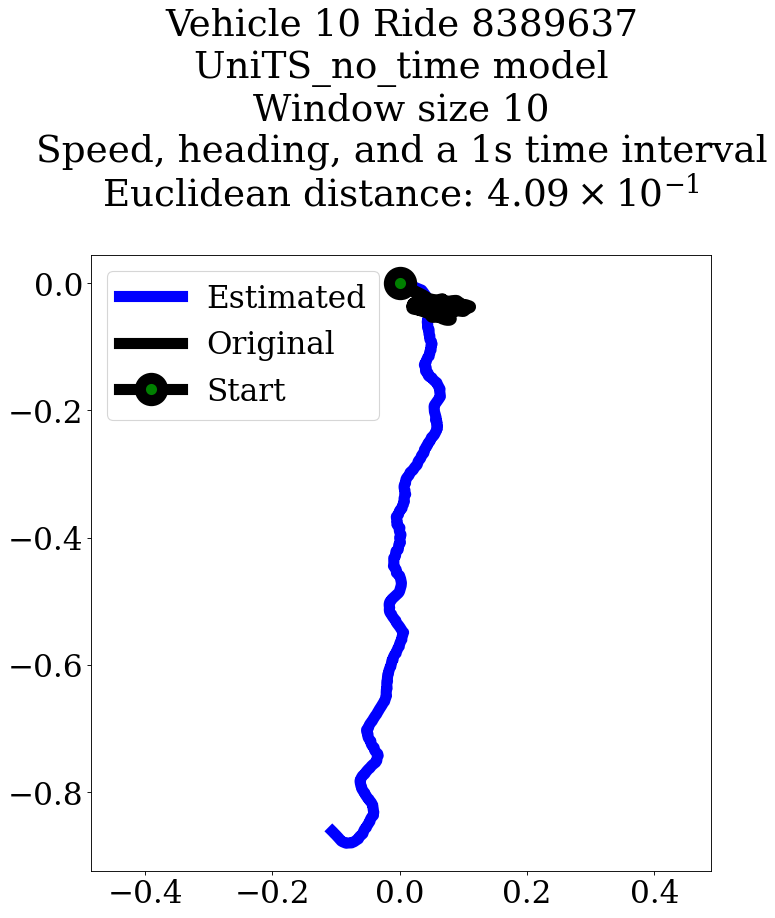 Vehicle 10 Ride 8389637
UniTS_no_time model
Window size 10
Speed, heading, and a 1s time interval
Euclidean distance: 4.09 × 10⁻¹
Estimated
Original
Start
0.0
−0.2
−0.4
−0.6
−0.8
−0.4
−0.2
0.0
0.2
0.4